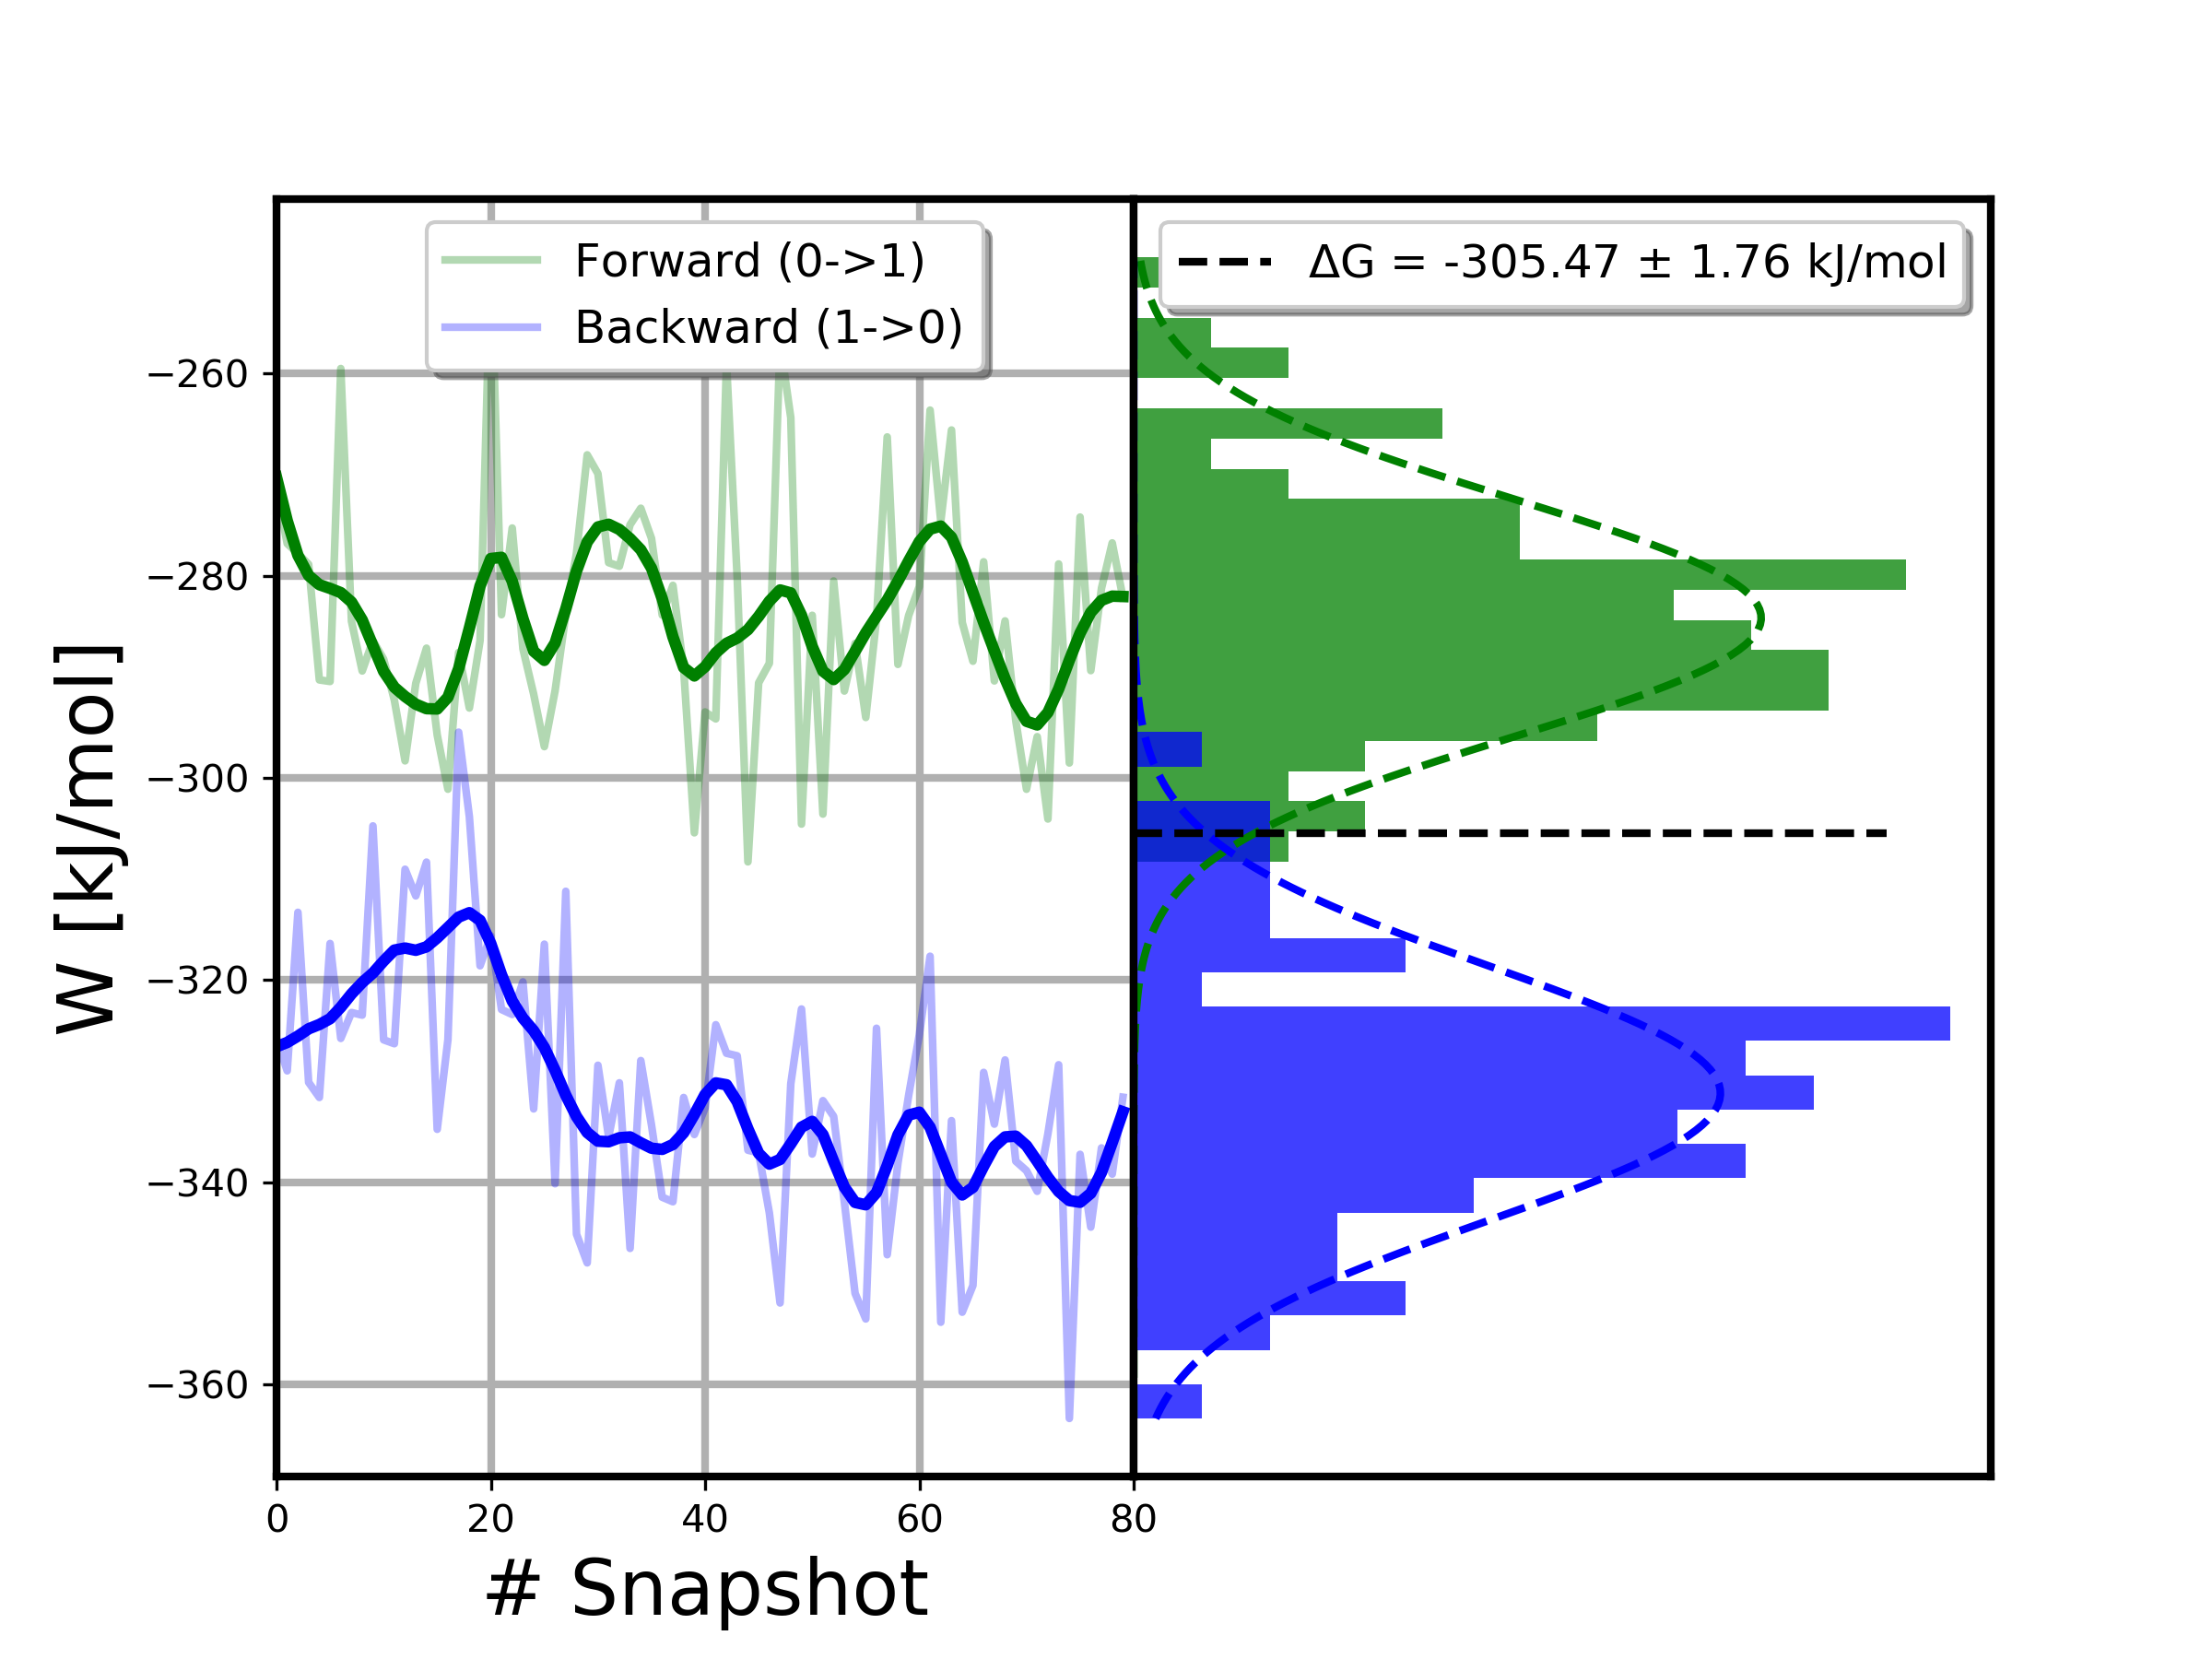 Forward (0->1)
Backward (1->0)
ΔG = -305.47 ± 1.76 kJ/mol
−260
−280
−300
−320
−340
−360
W [kJ/mol]
0 20 40 60 80
# Snapshot